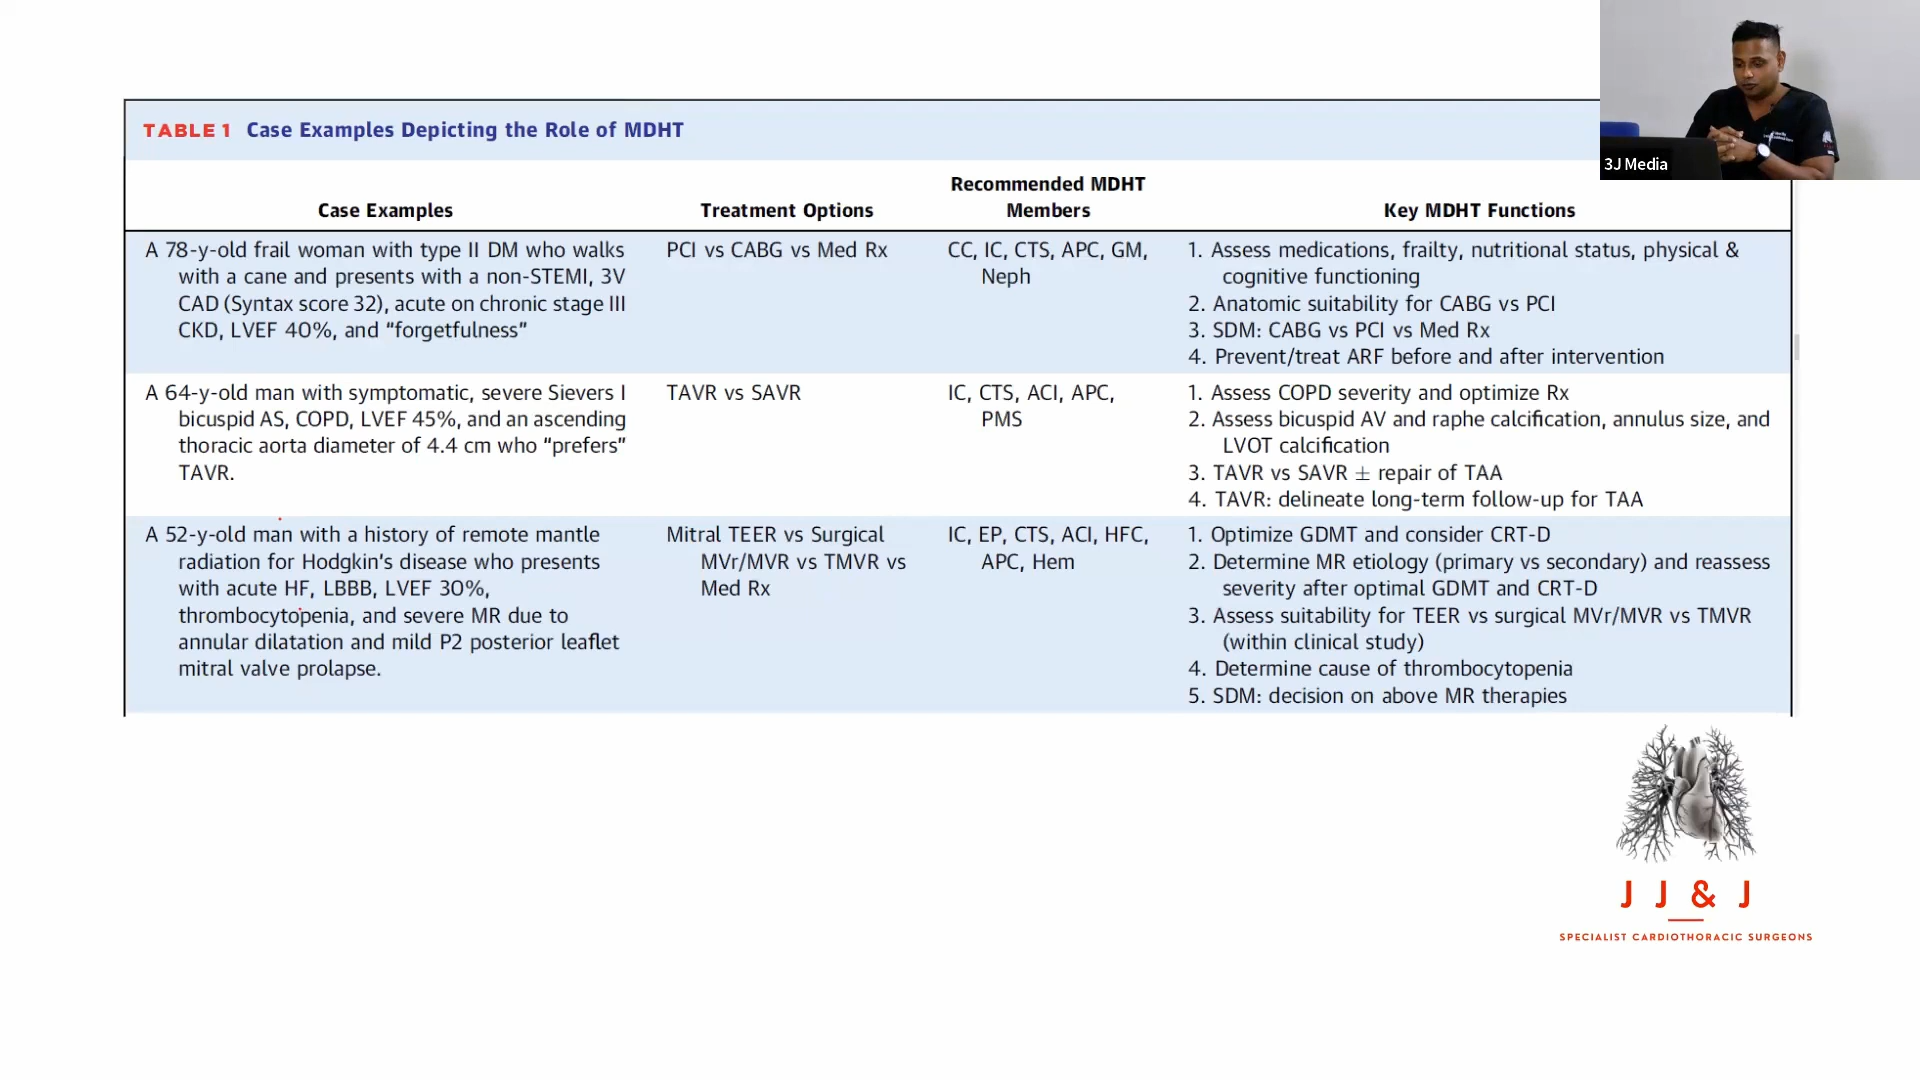 3J Media
TABLE 1 Case Examples Depicting the Role of MDHT
Case Examples
Treatment Options
Recommended MDHT
Members
Key MDHT Functions
A 78-y-old frail woman with type II DM who walks
with a cane and presents with a non-STEMI, 3V
CAD (Syntax score 32), acute on chronic stage III
CKD, LVEF 40%, and “forgetfulness”
PCI vs CABG vs Med Rx
CC, IC, CTS, APC, GM,
Neph
1. Assess medications, frailty, nutritional status, physical &
cognitive functioning
2. Anatomic suitability for CABG vs PCI
3. SDM: CABG vs PCI vs Med Rx
4. Prevent/treat ARF before and after intervention
A 64-y-old man with symptomatic, severe Sievers I
bicuspid AS, COPD, LVEF 45%, and an ascending
thoracic aorta diameter of 4.4 cm who “prefers”
TAVR.
TAVR vs SAVR
IC, CTS, ACI, APC,
PMS
1. Assess COPD severity and optimize Rx
2. Assess bicuspid AV and raphe calcification, annulus size, and
LVOT calcification
3. TAVR vs SAVR ± repair of TAA
4. TAVR: delineate long-term follow-up for TAA
A 52-y-old man with a history of remote mantle
radiation for Hodgkin’s disease who presents
with acute HF, LBBB, LVEF 30%,
thrombocytopenia, and severe MR due to
annular dilatation and mild P2 posterior leaflet
mitral valve prolapse.
Mitral TEER vs Surgical
MVr/MVR vs TMVR vs
Med Rx
IC, EP, CTS, ACI, HFC,
APC, Hem
1. Optimize GDMT and consider CRT-D
2. Determine MR etiology (primary vs secondary) and reassess
severity after optimal GDMT and CRT-D
3. Assess suitability for TEER vs surgical MVr/MVR vs TMVR
(within clinical study)
4. Determine cause of thrombocytopenia
5. SDM: decision on above MR therapies
J J & J
SPECIALIST CARDIOTHORACIC SURGEONS